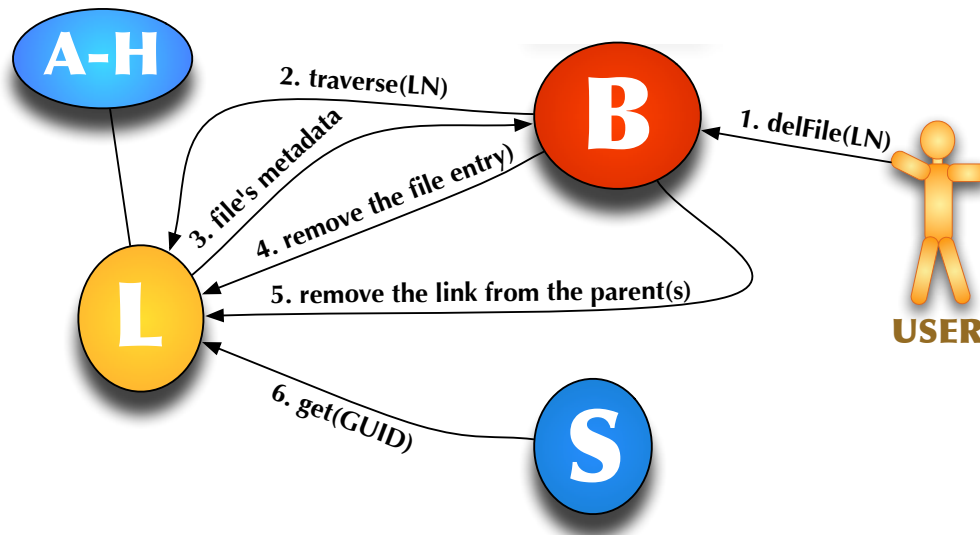 A-H
2. traverse(LN)
B
1. delFile(LN)
3. file's metadata
4. remove the file entry)
L
5. remove the link from the parent(s)
USER
6. get(GUID)
S